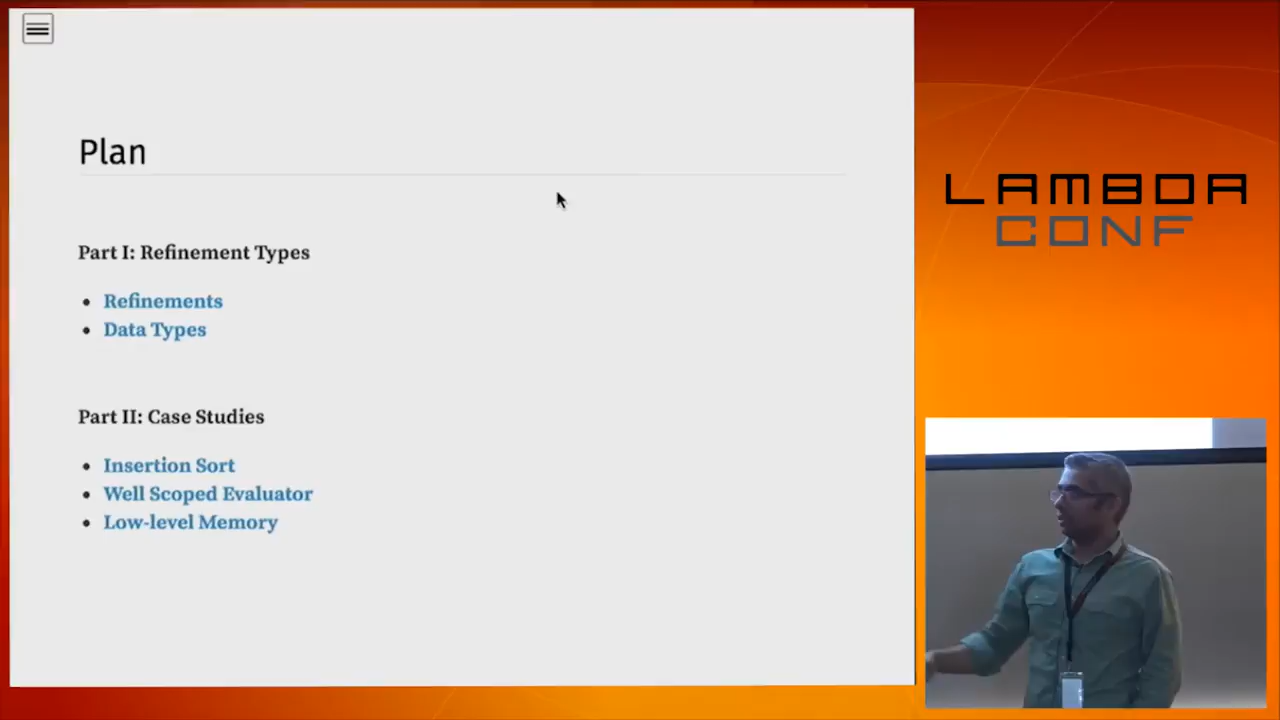 Plan
Part I: Refinement Types
Refinements
Data Types
Part II: Case Studies
Insertion Sort
Well Scoped Evaluator
Low-level Memory
LAMBDA
CONF